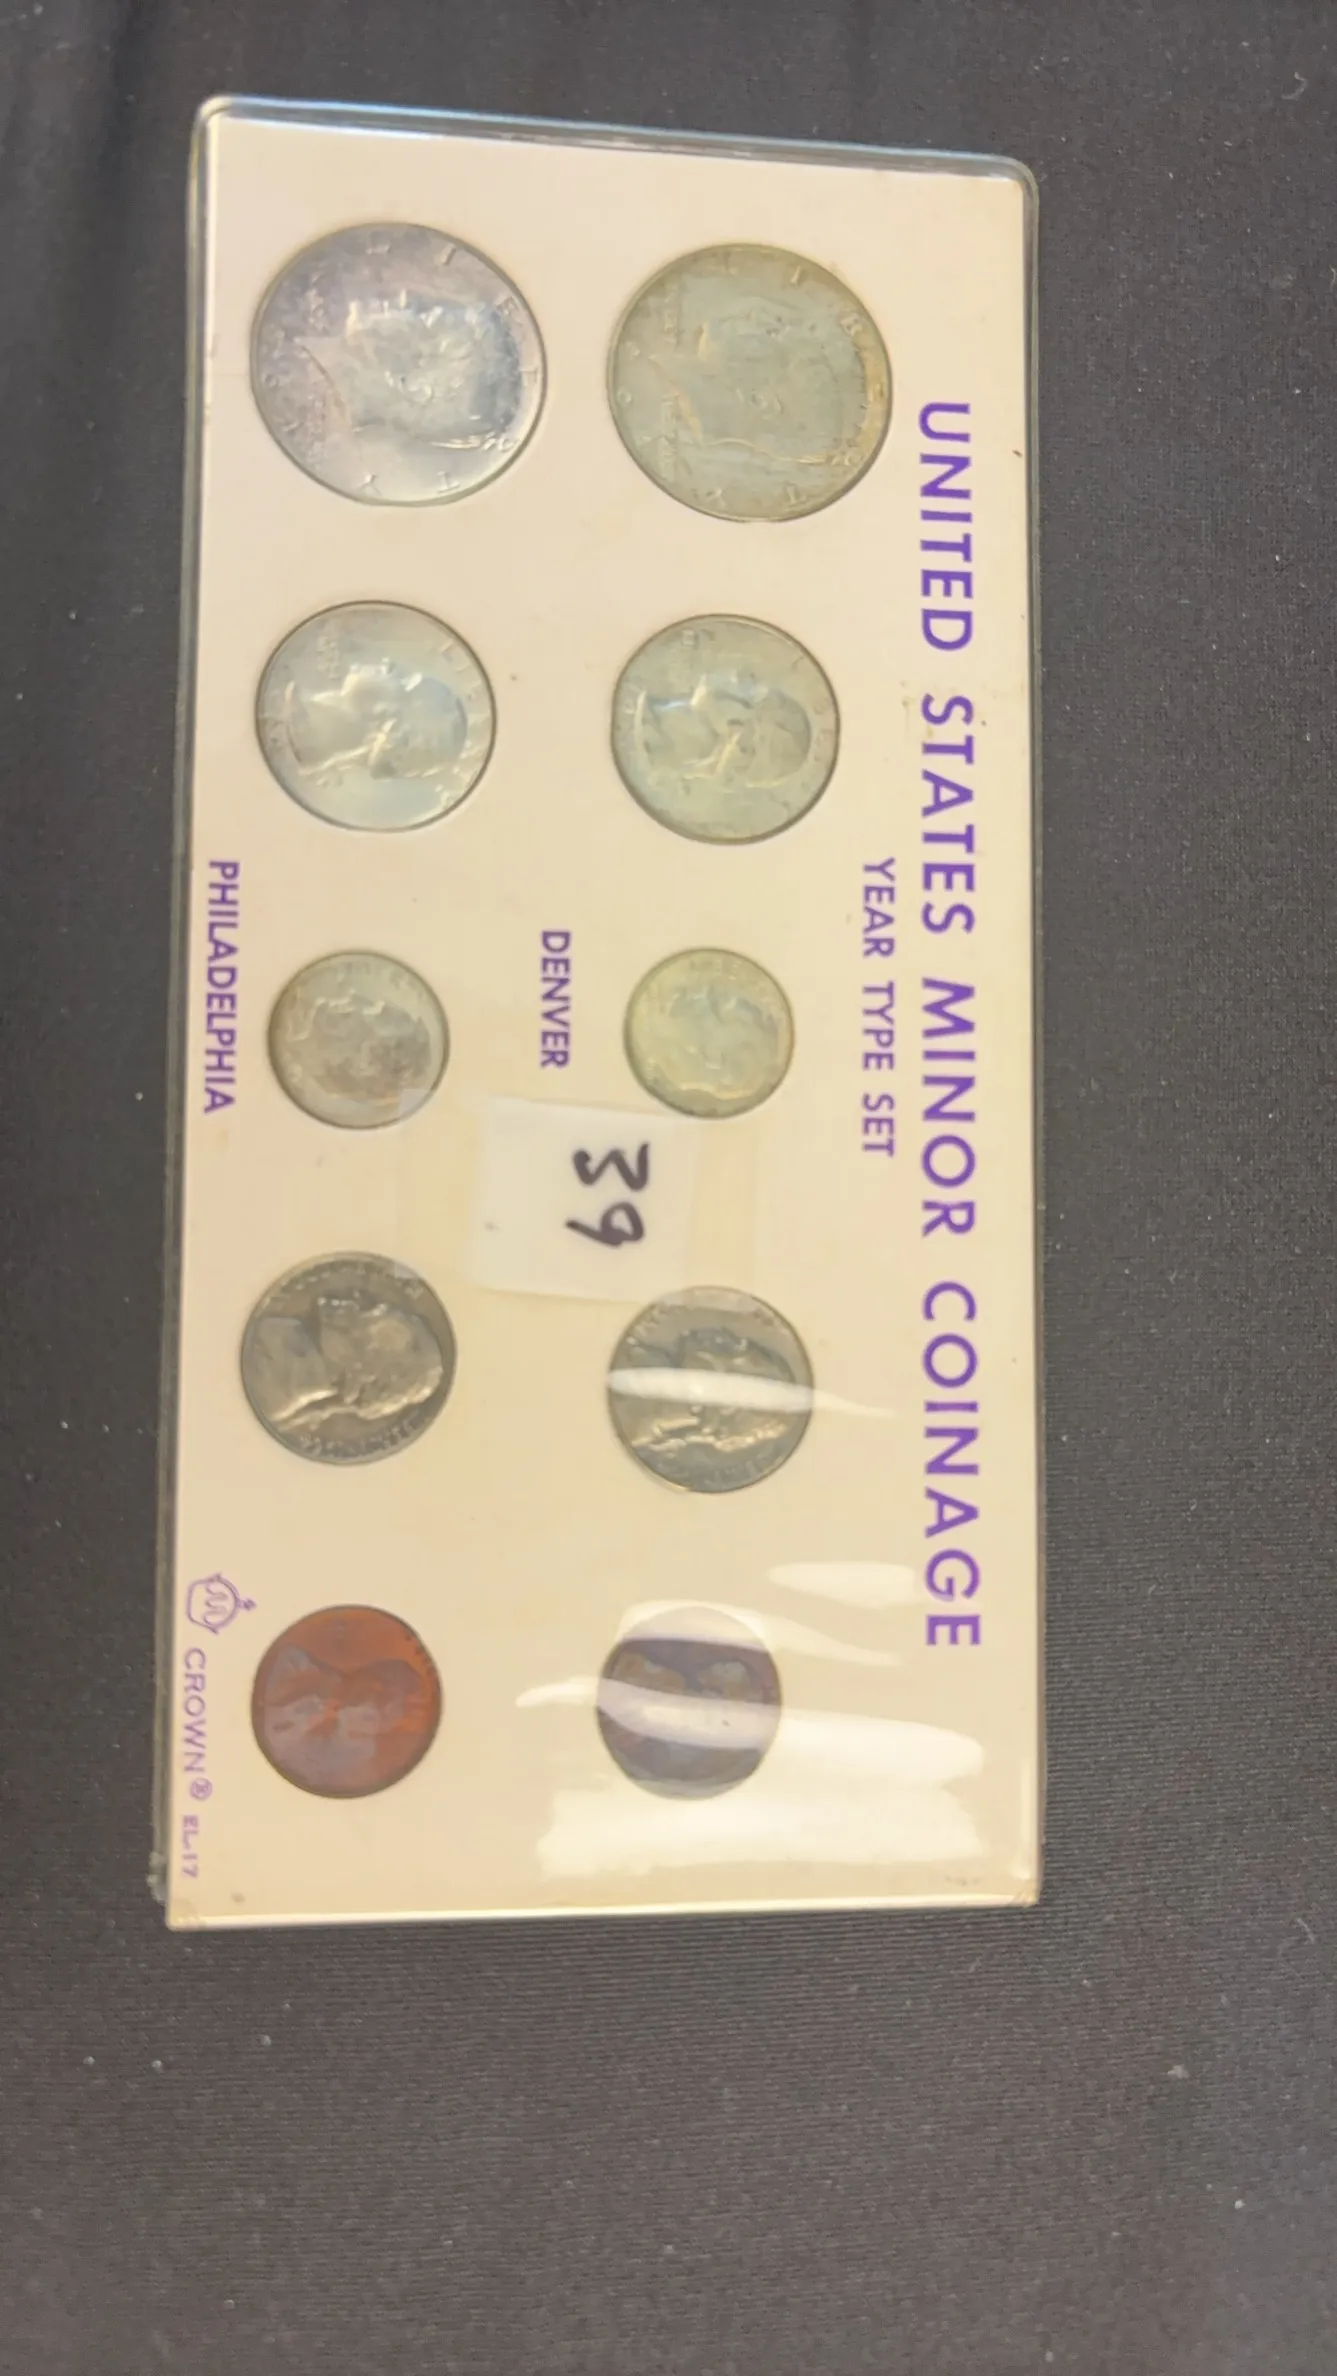 UNITED STATES MINOR COINAGE
YEAR TYPE SET
DENVER
39
PHILADELPHIA
CROWN® EL-17